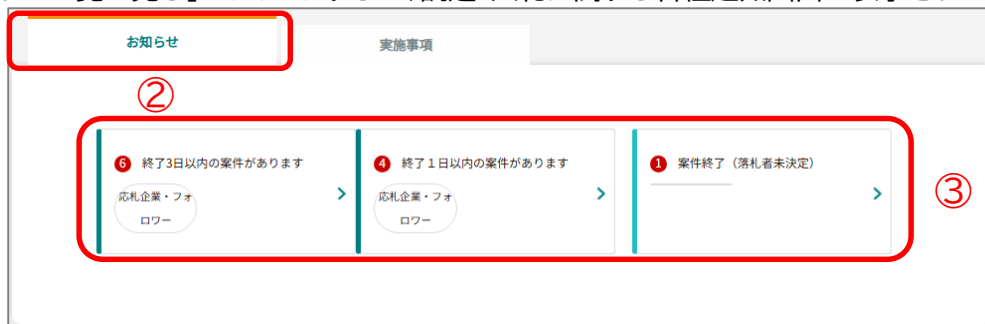 お知らせ
実施事項
②
6 終了3日以内の案件があります
応札企業・フォ
ロワー
4 終了１日以内の案件があります
応札企業・フォ
ロワー
1 案件終了（落札者未決定）
③